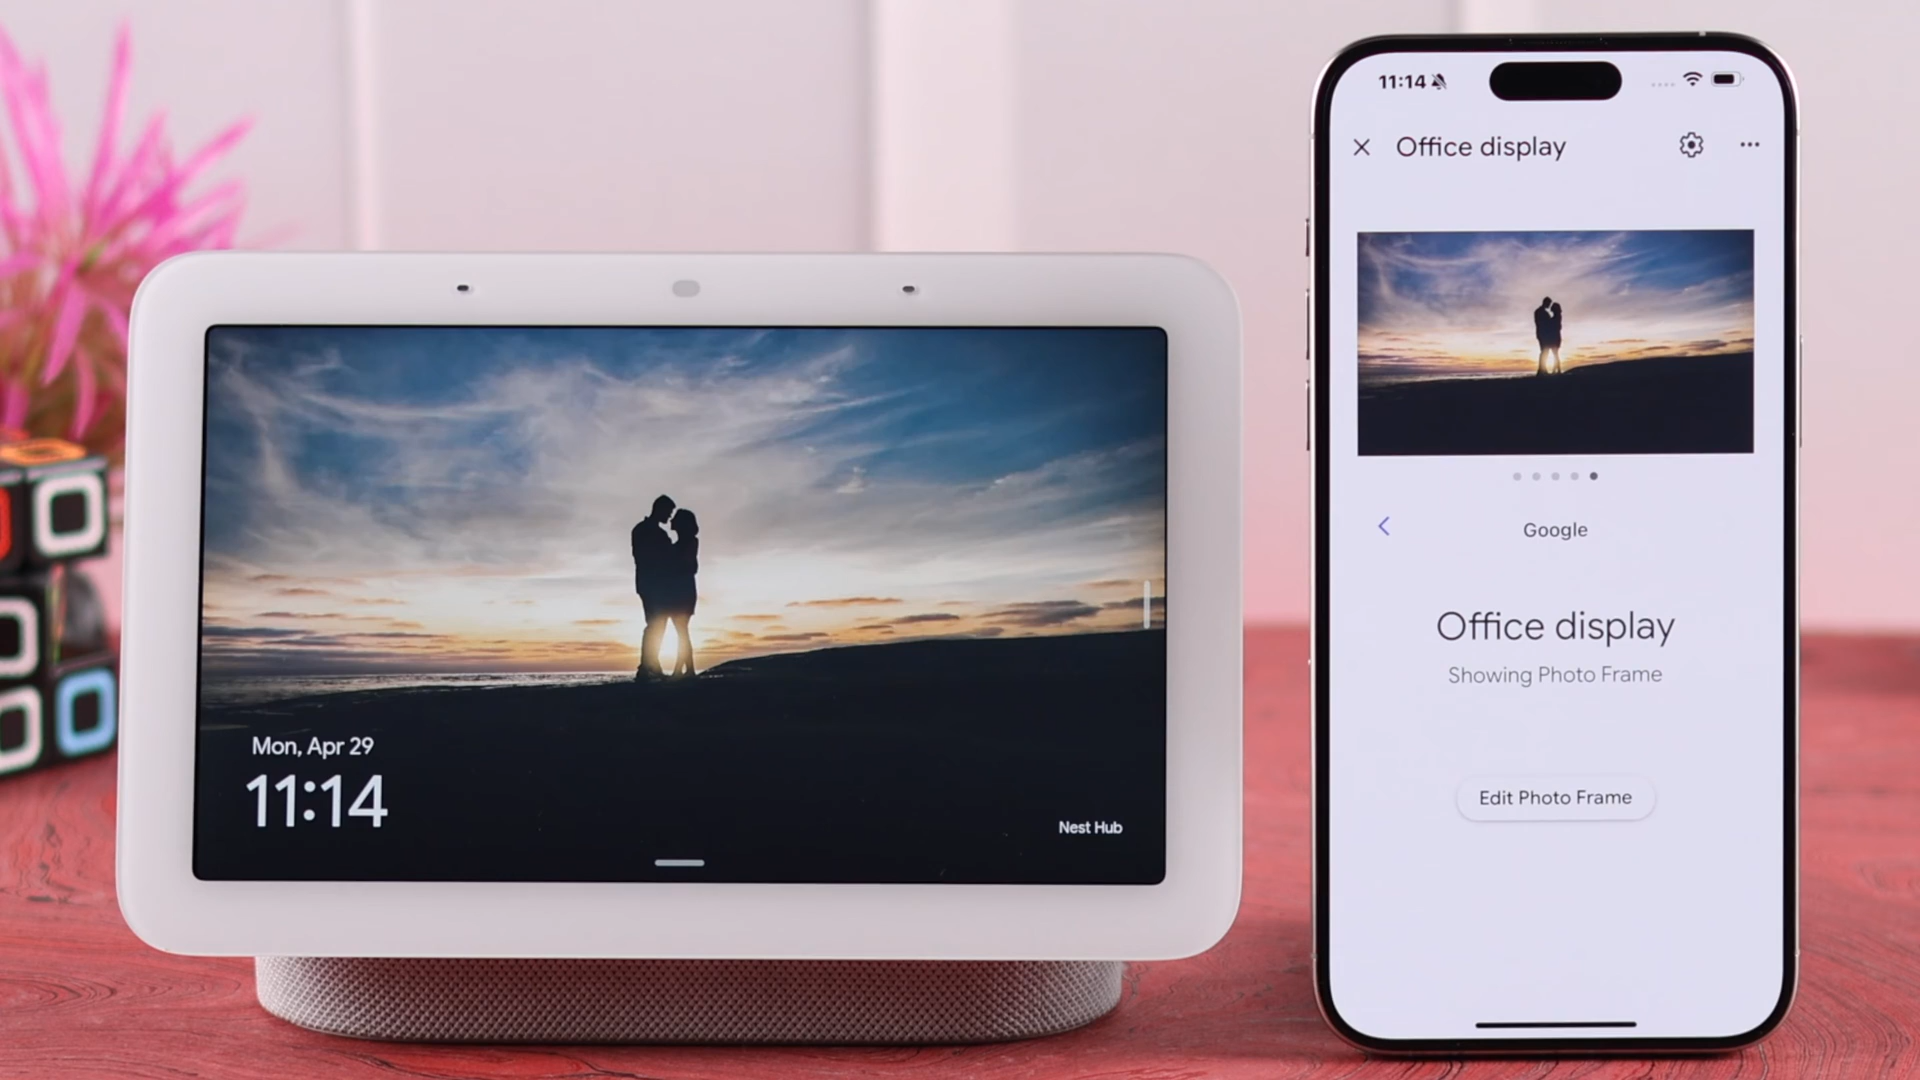 Mon, Apr 29
11:14
Nest Hub
11:14
Office display
Google
Office display
Showing Photo Frame
Edit Photo Frame